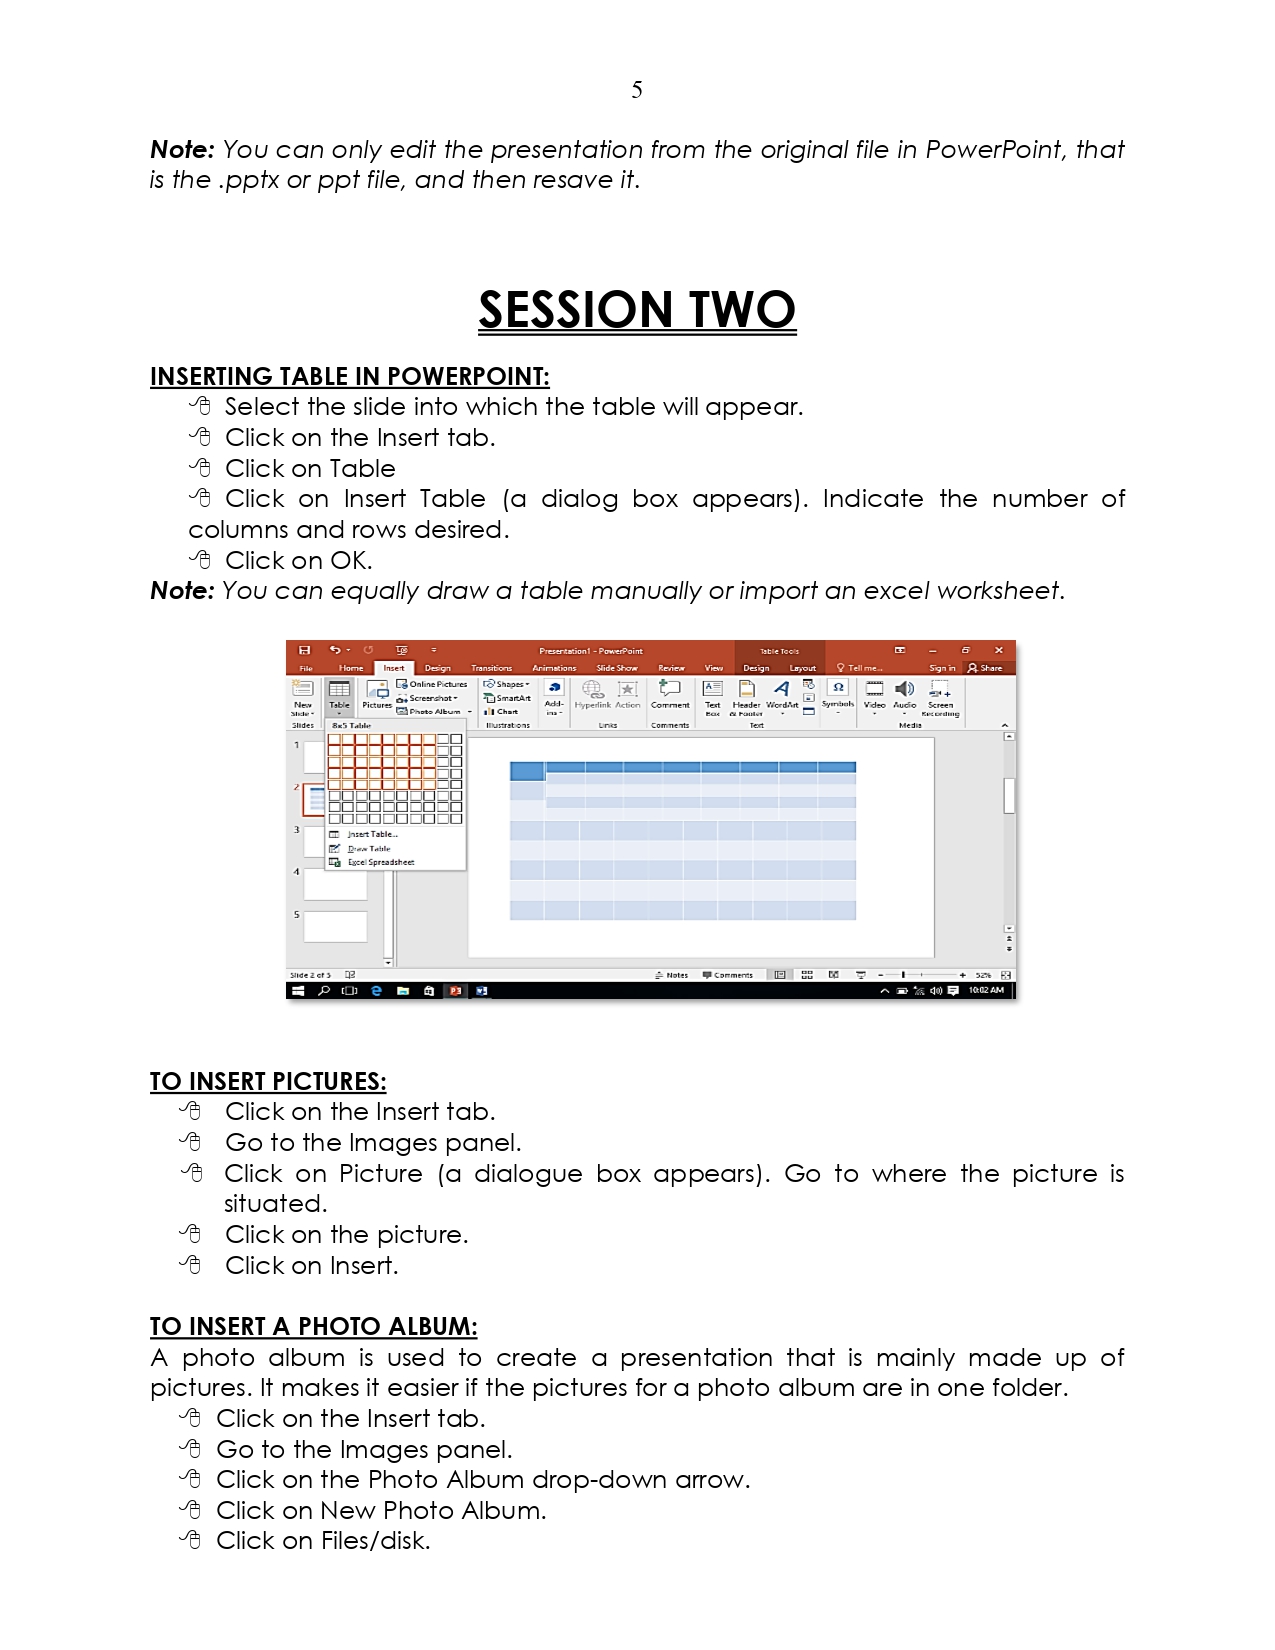 5
Note: You can only edit the presentation from the original file in PowerPoint, that
is the .pptx or ppt file, and then resave it.
SESSION TWO
INSERTING TABLE IN POWERPOINT:
Select the slide into which the table will appear.
Click on the Insert tab.
Click on Table
Click on Insert Table (a dialog box appears). Indicate the number of
columns and rows desired.
Click on OK.
Note: You can equally draw a table manually or import an excel worksheet.
Presentation1 - PowerPoint
Table Tools
File Home Insert Design Transitions Animations Slide Show Review View Design Layout Tell me... Sign in Share
New Slide
Table
Pictures
Online Pictures
Screenshot
Photo Album
Shapes
SmartArt
Chart
Add-ins
Hyperlink
Action
Comment
Text Box
Header & Footer
WordArt
Symbols
Video
Audio
Screen Recording
Slides
Illustrations
Links
Comments
Text
Media
8x5 Table
Insert Table...
Draw Table
Excel Spreadsheet
1
2
3
4
5
Slide 2 of 5
Notes
Comments
52%
10:02 AM
TO INSERT PICTURES:
Click on the Insert tab.
Go to the Images panel.
Click on Picture (a dialogue box appears). Go to where the picture is
situated.
Click on the picture.
Click on Insert.
TO INSERT A PHOTO ALBUM:
A photo album is used to create a presentation that is mainly made up of
pictures. It makes it easier if the pictures for a photo album are in one folder.
Click on the Insert tab.
Go to the Images panel.
Click on the Photo Album drop-down arrow.
Click on New Photo Album.
Click on Files/disk.